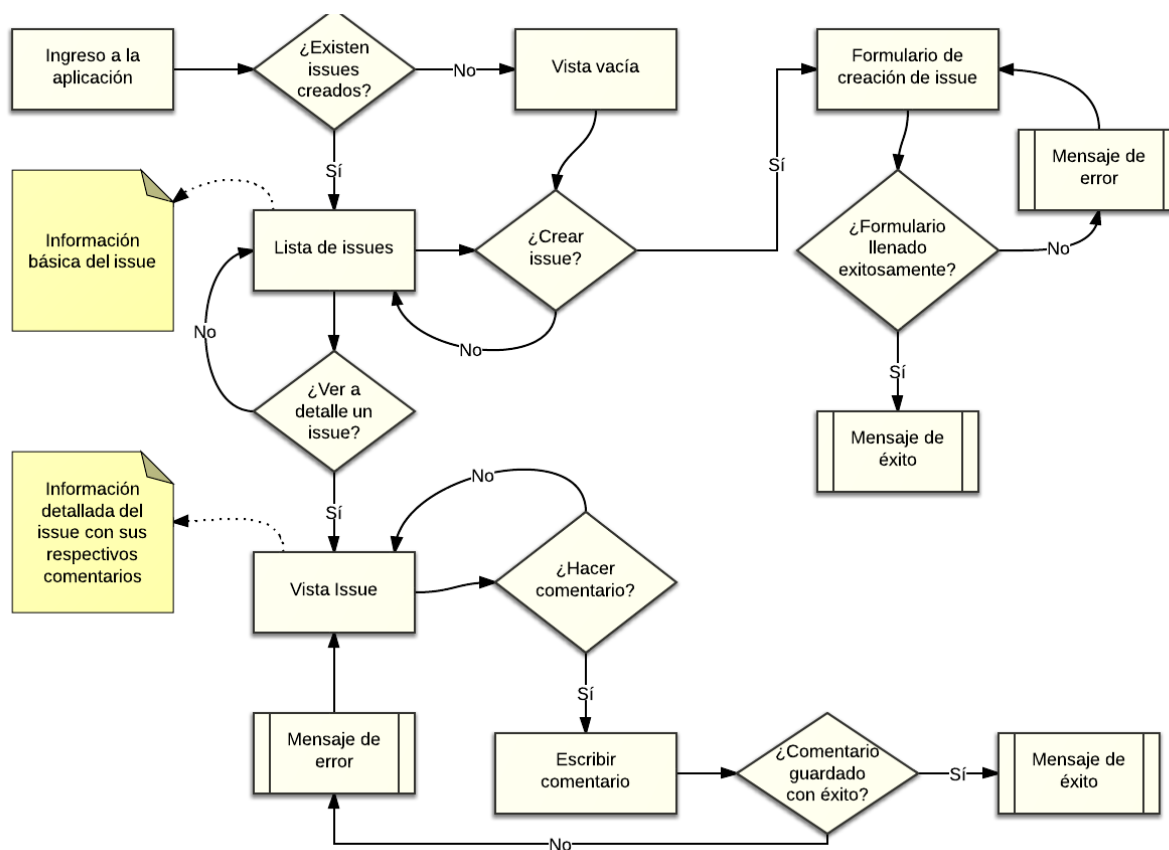 Ingreso a la
aplicación
¿Existen
issues
creados?
No
Vista vacía
Formulario de
creación de issue
Sí
Sí
Mensaje de
error
Información
básica del issue
Lista de issues
¿Crear
issue?
¿Formulario
llenado
exitosamente?
No
No
No
¿Ver a
detalle un
issue?
Sí
Mensaje de
éxito
Información
detallada del
issue con sus
respectivos
comentarios
No
Sí
Vista Issue
¿Hacer
comentario?
Sí
Mensaje de
error
Escribir
comentario
¿Comentario
guardado
con éxito?
Sí
Mensaje de
éxito
No